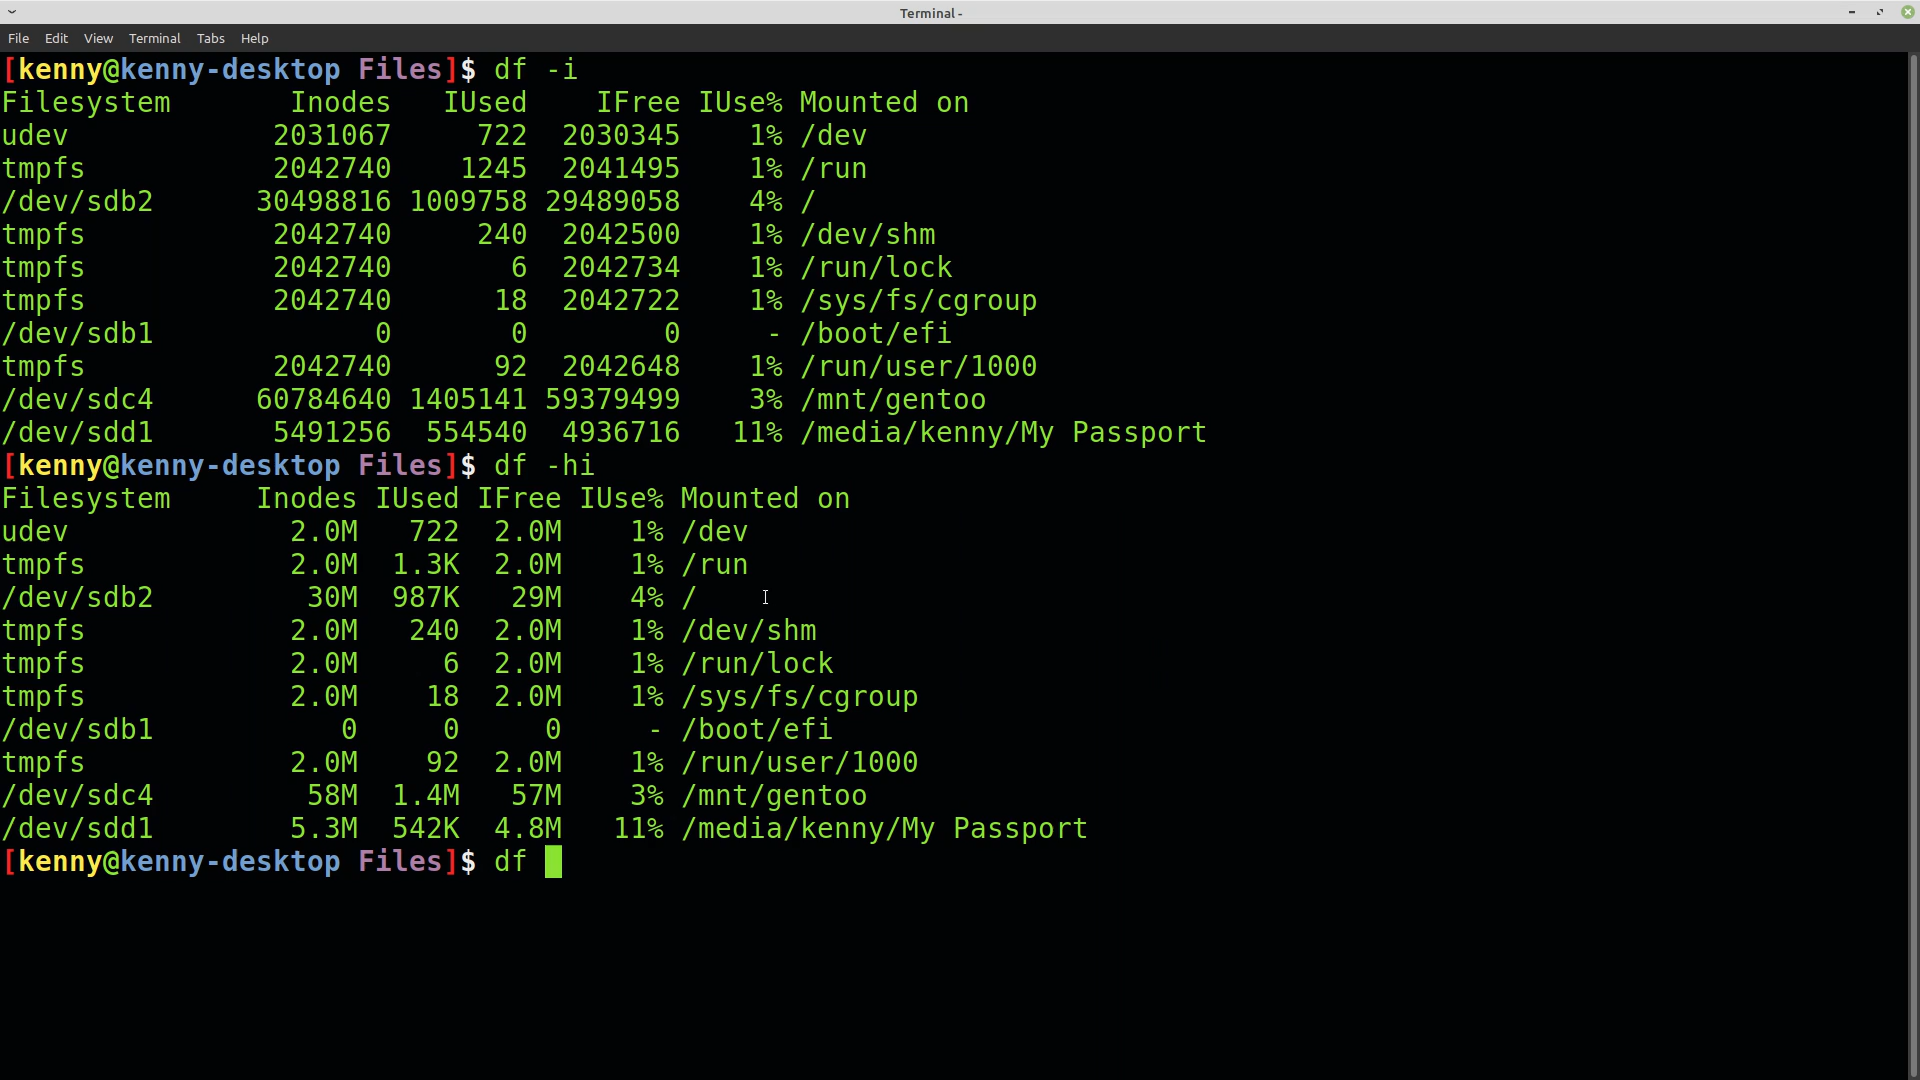 Terminal -
File Edit View Terminal Tabs Help
[kenny@kenny-desktop Files]$ df -i
Filesystem       Inodes   IUsed    IFree IUse% Mounted on
udev            2031067     722  2030345    1% /dev
tmpfs           2042740    1245  2041495    1% /run
/dev/sdb2      30498816 1009758 29489058    4% /
tmpfs           2042740     240  2042500    1% /dev/shm
tmpfs           2042740       6  2042734    1% /run/lock
tmpfs           2042740      18  2042722    1% /sys/fs/cgroup
/dev/sdb1             0       0        0     - /boot/efi
tmpfs           2042740      92  2042648    1% /run/user/1000
/dev/sdc4      60784640 1405141 59379499    3% /mnt/gentoo
/dev/sdd1       5491256  554540  4936716   11% /media/kenny/My Passport
[kenny@kenny-desktop Files]$ df -hi
Filesystem     Inodes IUsed IFree IUse% Mounted on
udev             2.0M   722  2.0M    1% /dev
tmpfs            2.0M  1.3K  2.0M    1% /run
/dev/sdb2         30M  987K   29M    4% /
tmpfs            2.0M   240  2.0M    1% /dev/shm
tmpfs            2.0M     6  2.0M    1% /run/lock
tmpfs            2.0M    18  2.0M    1% /sys/fs/cgroup
/dev/sdb1           0     0     0     - /boot/efi
tmpfs            2.0M    92  2.0M    1% /run/user/1000
/dev/sdc4         58M  1.4M   57M    3% /mnt/gentoo
/dev/sdd1        5.3M  542K  4.8M   11% /media/kenny/My Passport
[kenny@kenny-desktop Files]$ df